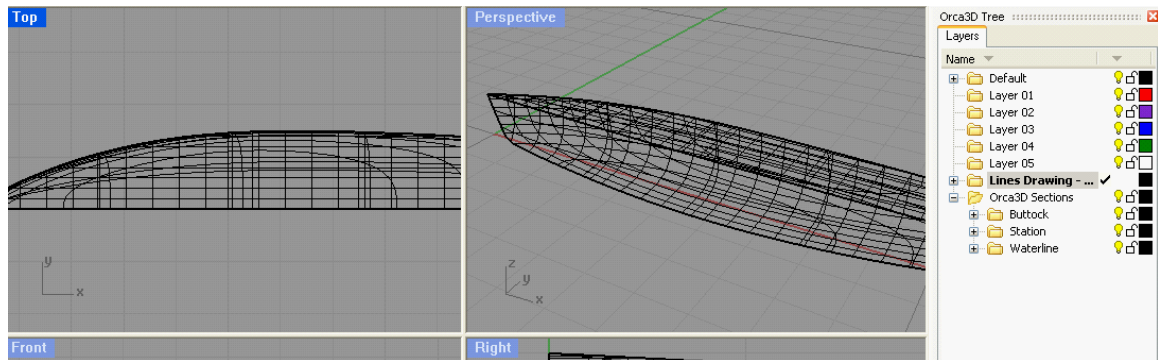 Top
Perspective
Orca3D Tree
Layers
Name
Default
Layer 01
Layer 02
Layer 03
Layer 04
Layer 05
Lines Drawing - ...
Orca3D Sections
Buttock
Station
Waterline
y
x
z
y
x
Front
Right